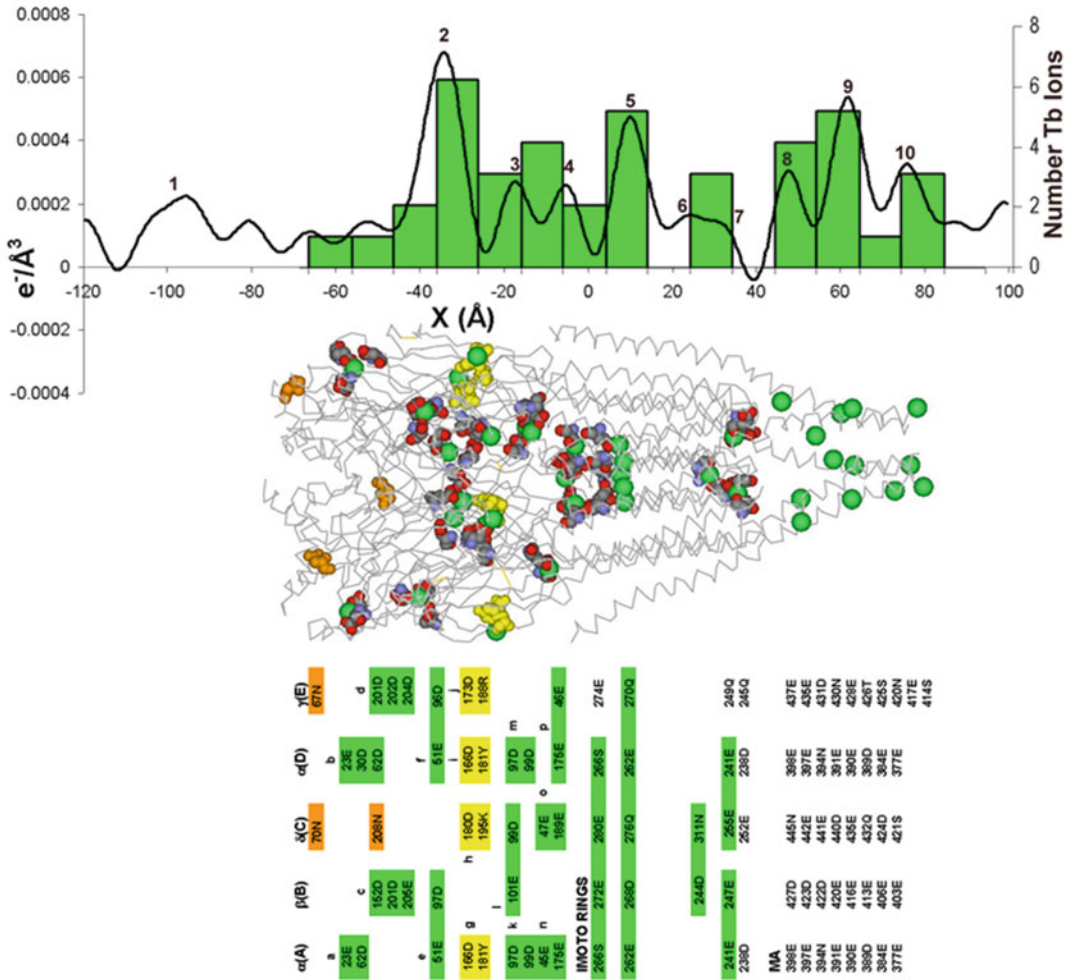 0.0008
0.0006
0.0004
0.0002
0
-0.0002
-0.0004
e⁻/Å³
8
6
4
2
0
Number Tb Ions
1
2
3
4
5
6
7
8
9
10
-120 -100 -80 -60 -40 -20 0 20 40 60 80 100
X (Å)
α(A) β(B) δ(C) α(D) γ(E)
70N 67N
a b
23E 23E
62D c 30D d
152D 208N 62D 201D
201D 202D
205E 204D
e f
51E 97D 51E 96D
i j
166D g h 180D 166D 173D
181Y 195K 181Y 188R
l
97D k 101E 99D 97D m
99D 99D
45E n 47E o p
175E 189E 175E 46E
IMOTO RINGS
266S 272E 280E 266S 274E
262E 268D 276Q 262E 270Q
244D 311N
241E 247E 255E 241E 249Q
238D 252E 238D 245Q
MA
398E 427D 445N 398E 437E
397E 423D 442E 397E 435E
394N 422D 441E 394N 431D
391E 420E 440D 391E 430N
390E 416E 435E 390E 428E
389D 413E 432Q 389D 426T
384E 406E 424D 384E 425S
377E 403E 421S 377E 420N
417E
414S